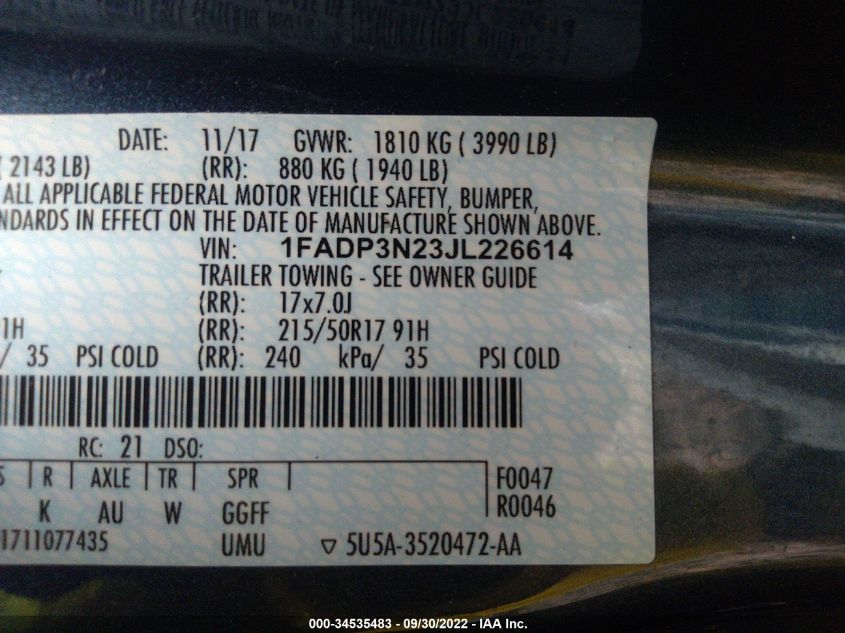 DATE: 11/17 GVWR: 1810 KG ( 3990 LB)
( 2143 LB) (RR): 880 KG ( 1940 LB)
ALL APPLICABLE FEDERAL MOTOR VEHICLE SAFETY, BUMPER,
NDARDS IN EFFECT ON THE DATE OF MANUFACTURE SHOWN ABOVE.
VIN: 1FADP3N23JL226614
TRAILER TOWING - SEE OWNER GUIDE
(RR): 17x7.0J
1H (RR): 215/50R17 91H
/ 35 PSI COLD (RR): 240 kPa/ 35 PSI COLD
RC: 21 DSO:
S R AXLE TR SPR F0047
K AU W GGFF R0046
1711077435 UMU ▽ 5U5A-3520472-AA
000-34535483 - 09/30/2022 - IAA Inc.